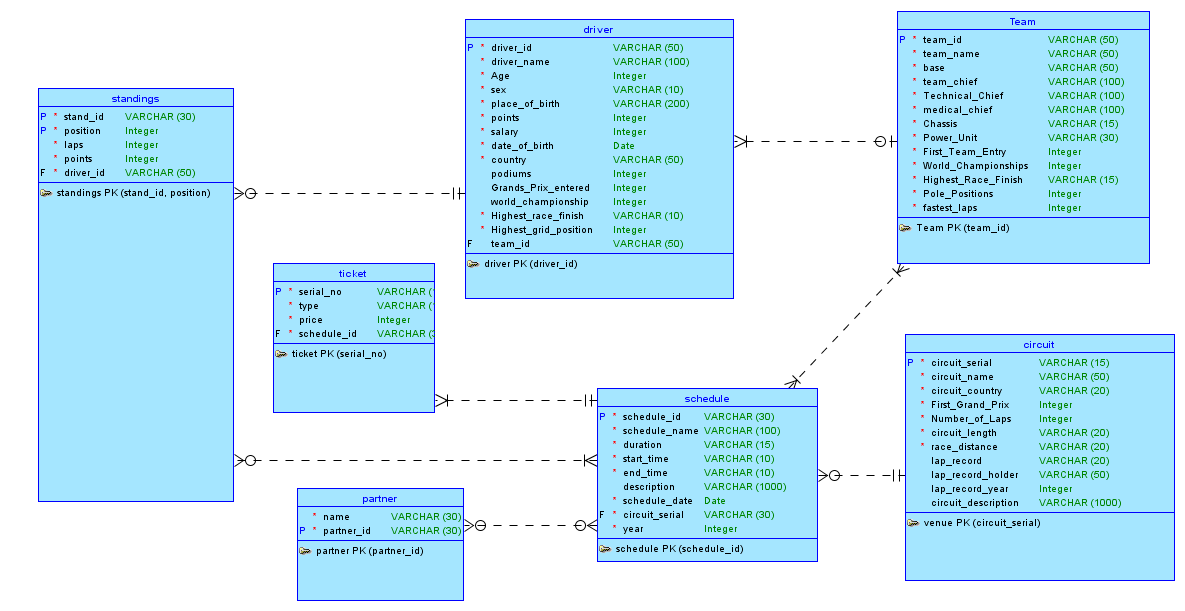 standings
P * stand_id VARCHAR (30)
P * position Integer
* laps Integer
* points Integer
F * driver_id VARCHAR (50)
standings PK (stand_id, position)
driver
P * driver_id VARCHAR (50)
* driver_name VARCHAR (100)
* Age Integer
* sex VARCHAR (10)
* place_of_birth VARCHAR (200)
* points Integer
* salary Integer
* date_of_birth Date
* country VARCHAR (50)
podiums Integer
Grands_Prix_entered Integer
world_championship Integer
* Highest_race_finish VARCHAR (10)
* Highest_grid_position Integer
F team_id VARCHAR (50)
driver PK (driver_id)
Team
P * team_id VARCHAR (50)
* team_name VARCHAR (50)
* base VARCHAR (50)
* team_chief VARCHAR (100)
* Technical_Chief VARCHAR (100)
* medical_chief VARCHAR (100)
* Chassis VARCHAR (15)
* Power_Unit VARCHAR (30)
* First_Team_Entry Integer
* World_Championships Integer
* Highest_Race_Finish VARCHAR (15)
* Pole_Positions Integer
* fastest_laps Integer
Team PK (team_id)
ticket
P * serial_no VARCHAR (
* type VARCHAR (
* price Integer
F * schedule_id VARCHAR (
ticket PK (serial_no)
schedule
P * schedule_id VARCHAR (30)
* schedule_name VARCHAR (100)
* duration VARCHAR (15)
* start_time VARCHAR (10)
* end_time VARCHAR (10)
description VARCHAR (1000)
* schedule_date Date
F * circuit_serial VARCHAR (30)
* year Integer
schedule PK (schedule_id)
circuit
P * circuit_serial VARCHAR (15)
* circuit_name VARCHAR (50)
* circuit_country VARCHAR (20)
* First_Grand_Prix Integer
* Number_of_Laps Integer
* circuit_length VARCHAR (20)
* race_distance VARCHAR (20)
lap_record VARCHAR (20)
lap_record_holder VARCHAR (50)
lap_record_year Integer
circuit_description VARCHAR (1000)
venue PK (circuit_serial)
partner
* name VARCHAR (30)
P * partner_id VARCHAR (30)
partner PK (partner_id)